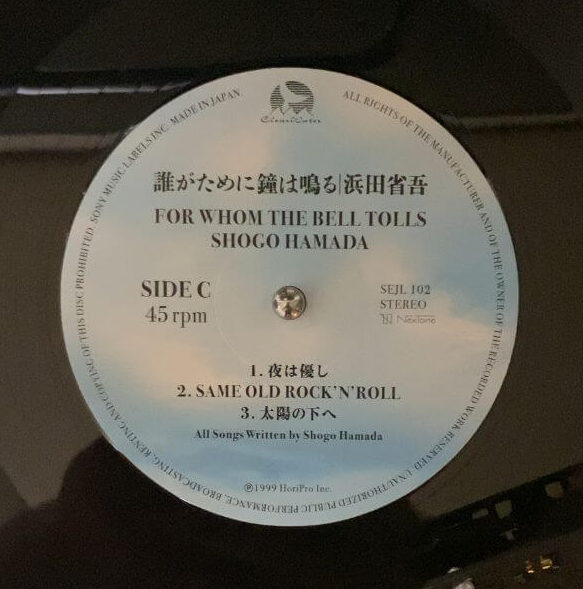 Clear Water
誰がために鐘は鳴る|浜田省吾
FOR WHOM THE BELL TOLLS
SHOGO HAMADA
SIDE C
45 rpm
SEJL 102
STEREO
N NexTone
1. 夜は優し
2. SAME OLD ROCK'N'ROLL
3. 太陽の下へ
All Songs Written by Shogo Hamada
℗1999 HoriPro Inc.
ALL RIGHTS OF THE MANUFACTURER AND OF THE OWNER OF THE RECORDED WORK RESERVED. UNAUTHORIZED PUBLIC PERFORMANCE, BROADCASTING, RENTING AND COPYING OF THIS DISC PROHIBITED. SONY MUSIC LABELS INC. MADE IN JAPAN.